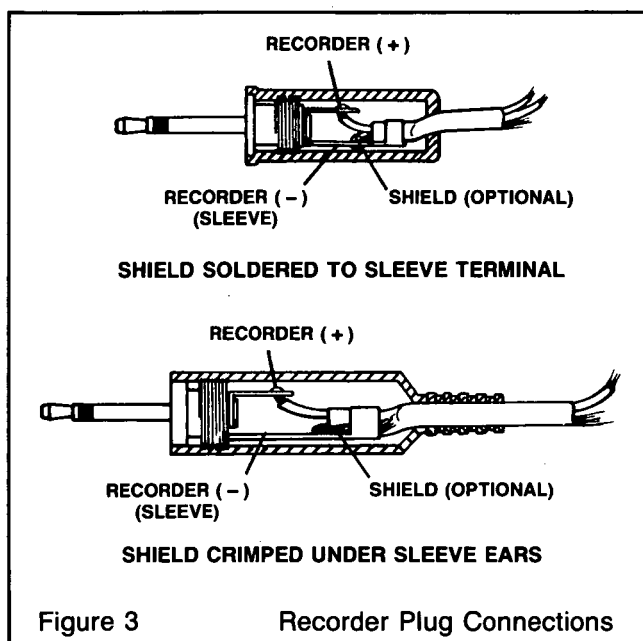 RECORDER (+)
RECORDER (−)
(SLEEVE)
SHIELD (OPTIONAL)
SHIELD SOLDERED TO SLEEVE TERMINAL
RECORDER (+)
RECORDER (−)
(SLEEVE)
SHIELD (OPTIONAL)
SHIELD CRIMPED UNDER SLEEVE EARS
Figure 3 Recorder Plug Connections